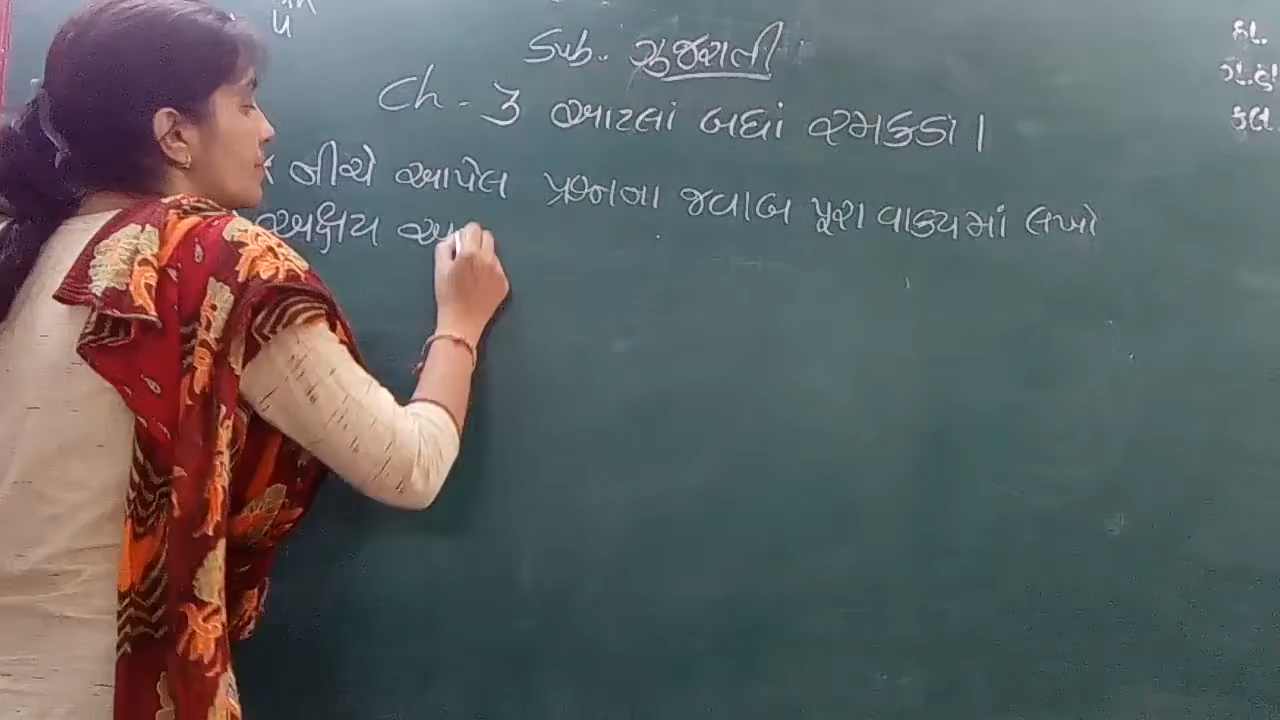 Sub. ગુજરાતી
Ch - 3 આટલાં બધાં રમકડાં !
* નીચે આપેલ પ્રશ્નના જવાબ પૂરા વાક્યમાં લખો
અક્ષય અ